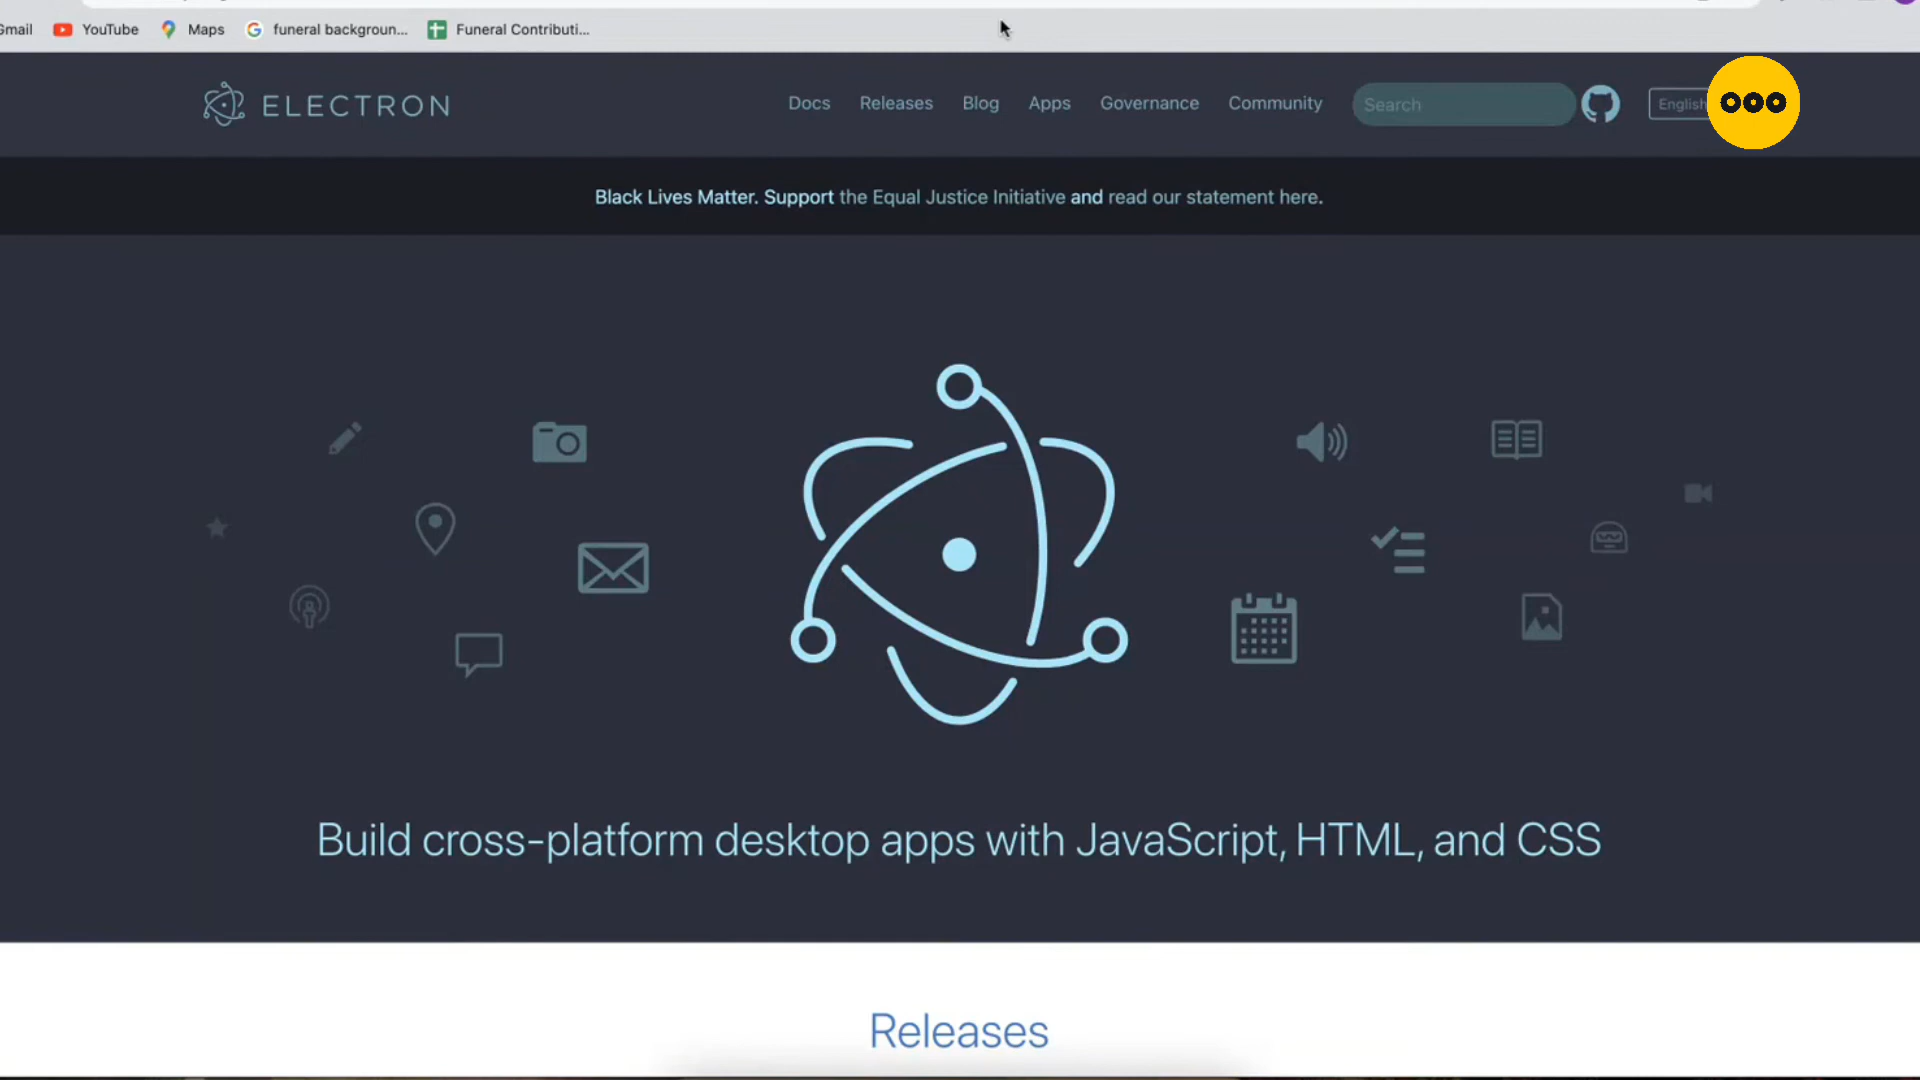 Gmail YouTube Maps funeral backgroun... Funeral Contributi...
ELECTRON
Docs Releases Blog Apps Governance Community Search English
Black Lives Matter. Support the Equal Justice Initiative and read our statement here.
Build cross-platform desktop apps with JavaScript, HTML, and CSS
Releases